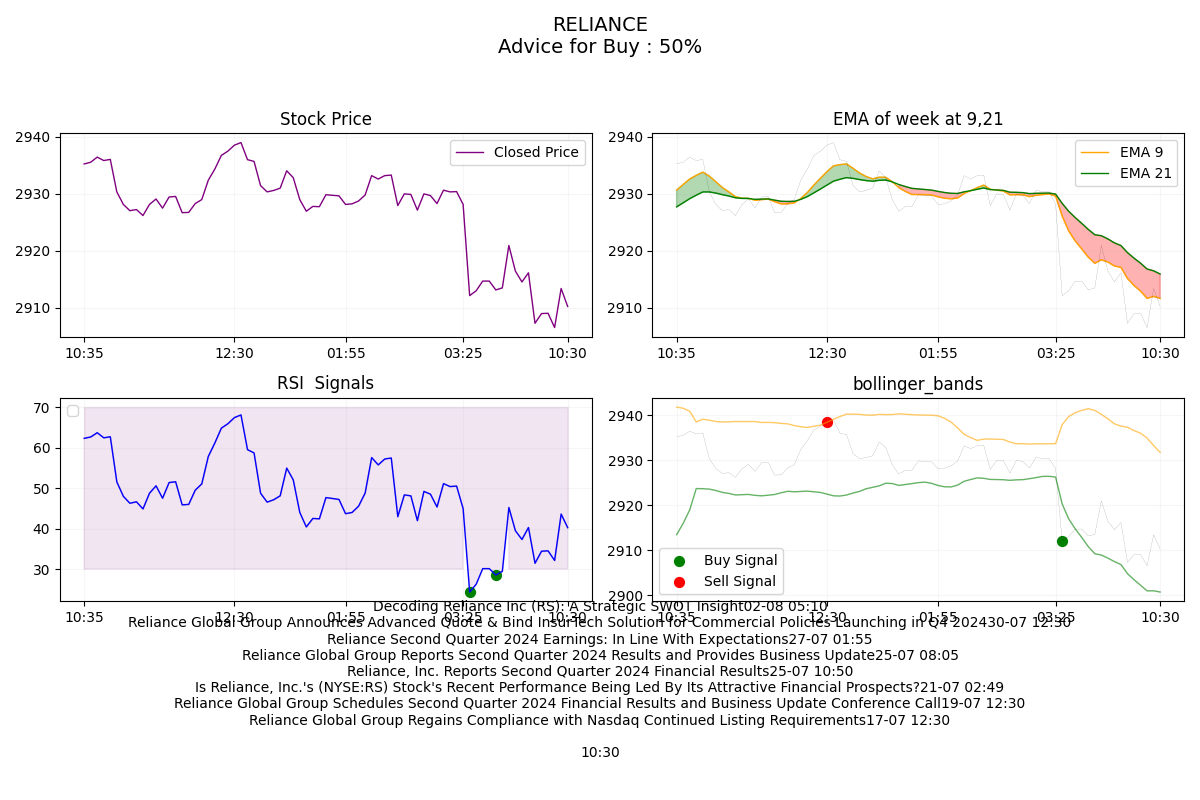 RELIANCE
Advice for Buy : 50%
Stock Price
2940
2930
2920
2910
Closed Price
10:35
12:30
01:55
03:25
10:30
EMA of week at 9,21
2940
2930
2920
2910
EMA 9
EMA 21
10:35
12:30
01:55
03:25
10:30
RSI  Signals
70
60
50
40
30
10:35
12:30
01:55
03:25
10:30
bollinger_bands
2940
2930
2920
2910
2900
Buy Signal
Sell Signal
10:35
12:30
01:55
03:25
10:30
Decoding Reliance Inc (RS): A Strategic SWOT Insight02-08 05:10
Reliance Global Group Announces Advanced Quote & Bind InsurTech Solution for Commercial Policies Launching in Q4 202430-07 12:30
Reliance Second Quarter 2024 Earnings: In Line With Expectations27-07 01:55
Reliance Global Group Reports Second Quarter 2024 Results and Provides Business Update25-07 08:05
Reliance, Inc. Reports Second Quarter 2024 Financial Results25-07 10:50
Is Reliance, Inc.'s (NYSE:RS) Stock's Recent Performance Being Led By Its Attractive Financial Prospects?21-07 02:49
Reliance Global Group Schedules Second Quarter 2024 Financial Results and Business Update Conference Call19-07 12:30
Reliance Global Group Regains Compliance with Nasdaq Continued Listing Requirements17-07 12:30
10:30